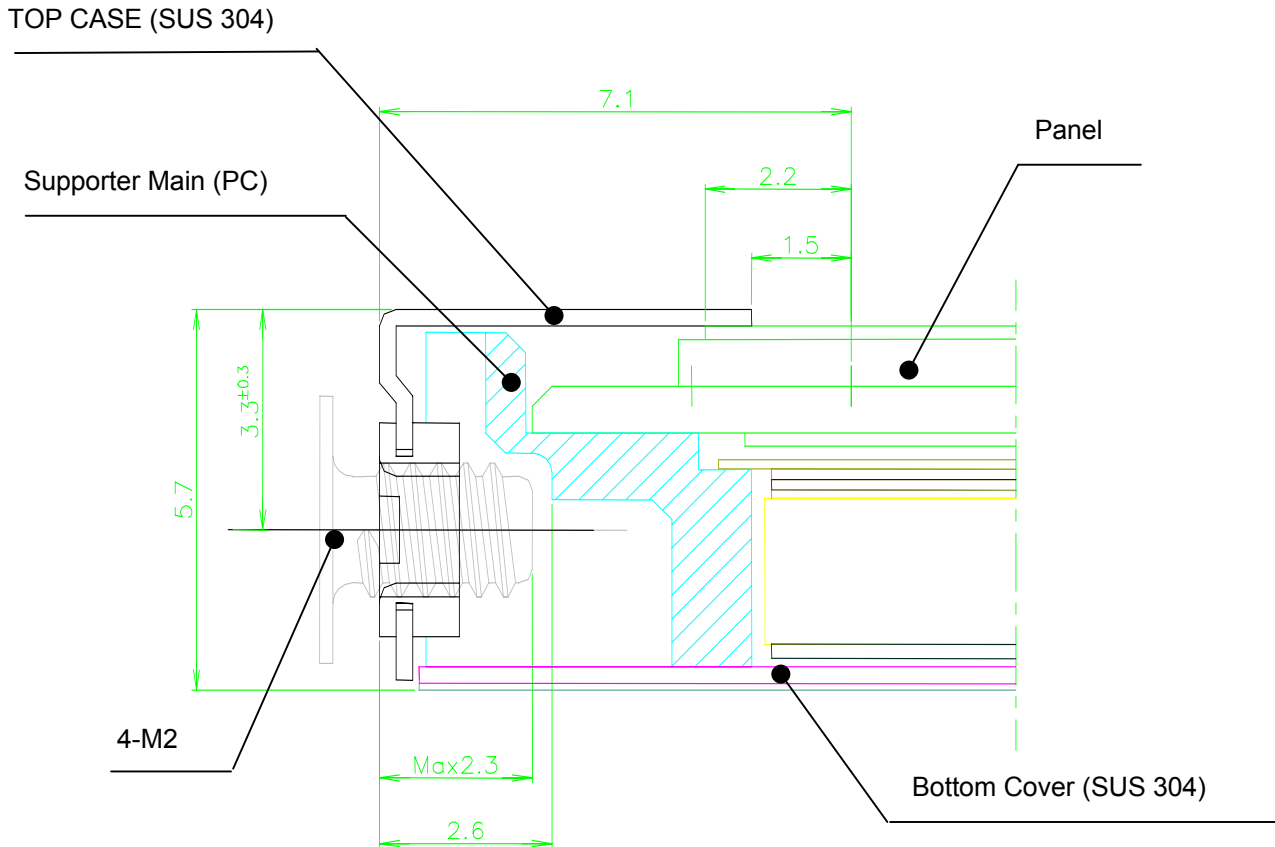 TOP CASE (SUS 304)
7.1
Panel
Supporter Main (PC)
2.2
1.5
3.3±0.3
5.7
4-M2
Max2.3
Bottom Cover (SUS 304)
2.6